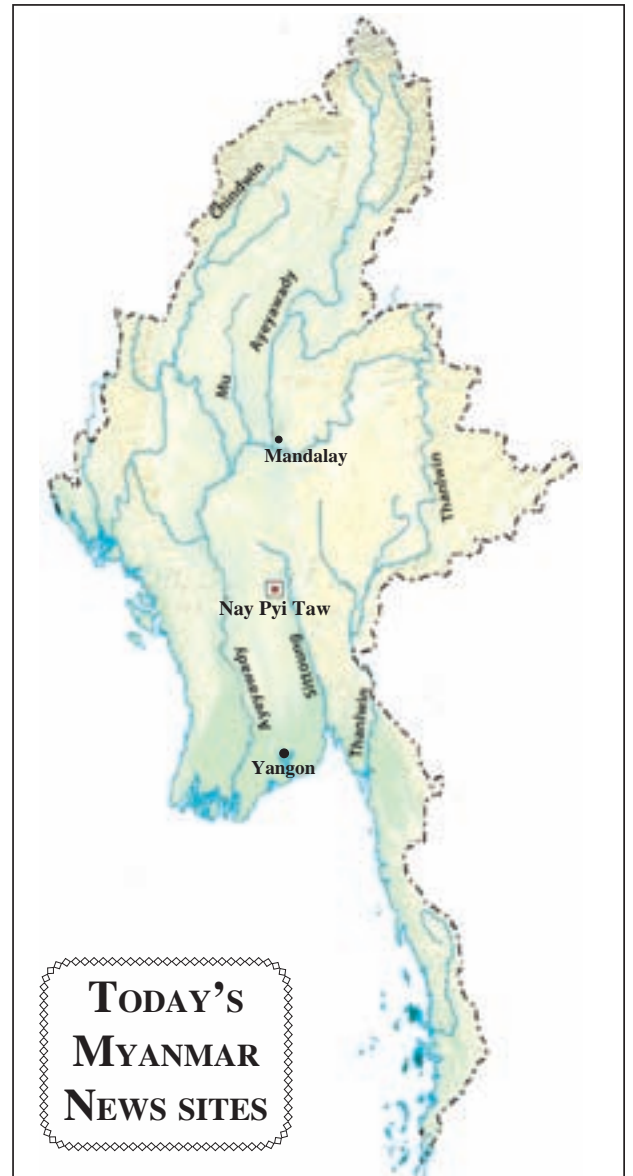 Chindwin
Ayeyawady
Mu
Mandalay
Thanlwin
Nay Pyi Taw
Ayeyawady
Sittoung
Thanlwin
Yangon
TODAY'S
MYANMAR
NEWS SITES